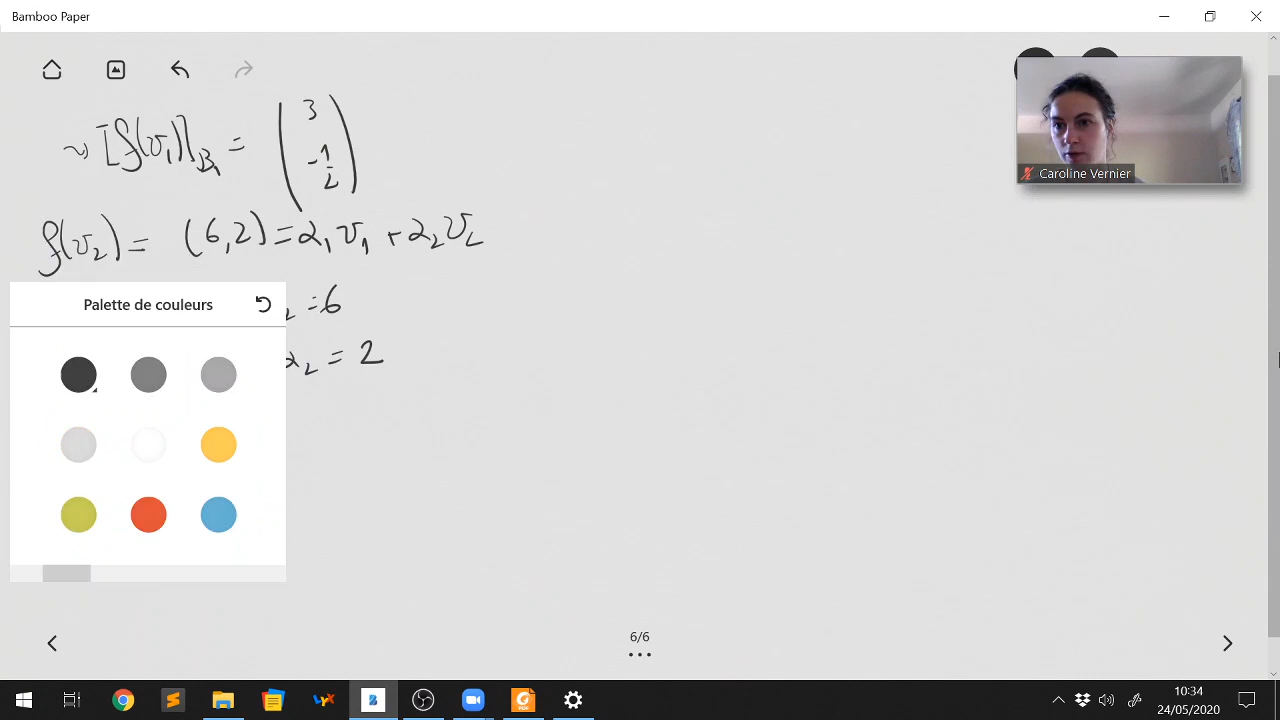 Bamboo Paper
~> [f(v₁)]B₁ = ( 3
-1/2 )
f(v₂) = (6,2) = α₁v₁ + α₂v₂
Caroline Vernier
₂ = 6
α₂ = 2
Palette de couleurs
6/6
10:34
24/05/2020